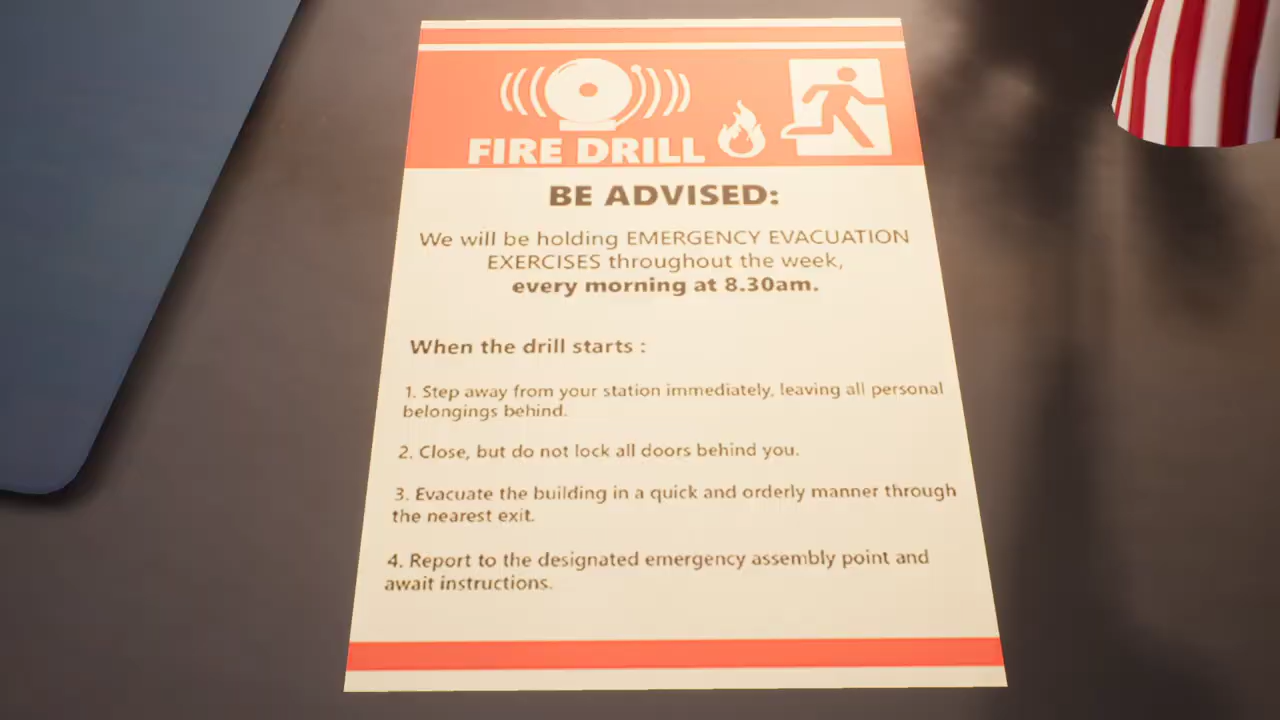 FIRE DRILL
BE ADVISED:
We will be holding EMERGENCY EVACUATION
EXERCISES throughout the week,
every morning at 8.30am.
When the drill starts :
1. Step away from your station immediately, leaving all personal
belongings behind.
2. Close, but do not lock all doors behind you.
3. Evacuate the building in a quick and orderly manner through
the nearest exit.
4. Report to the designated emergency assembly point and
await instructions.